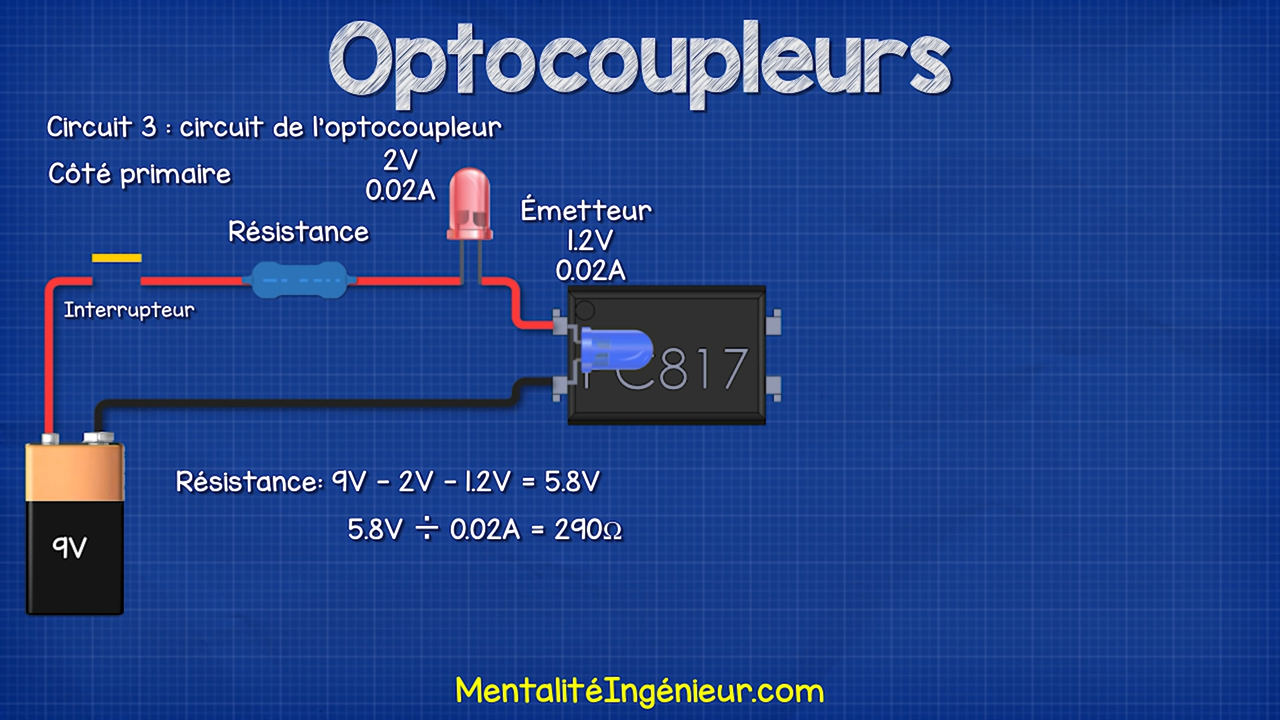 Optocoupleurs
Circuit 3 : circuit de l'optocoupleur
Côté primaire
2V
0.02A
Résistance
Émetteur
1.2V
0.02A
Interrupteur
PC817
9V
Résistance: 9V - 2V - 1.2V = 5.8V
5.8V ÷ 0.02A = 290Ω
MentalitéIngénieur.com